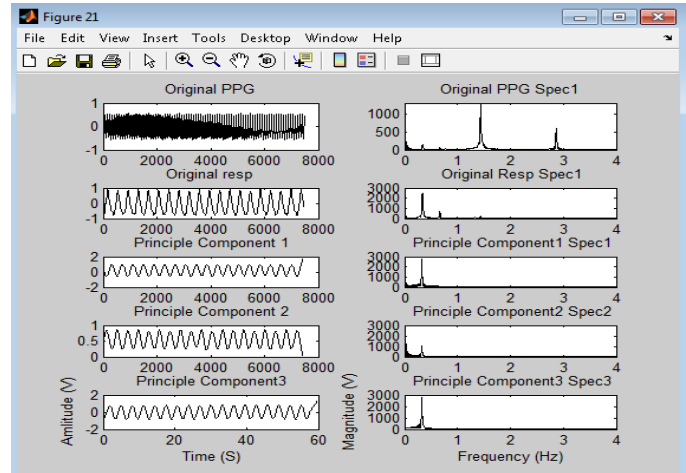 Figure 21
File Edit View Insert Tools Desktop Window Help
Original PPG
1
0
-1
0 2000 4000 6000 8000
Original PPG Spec1
1000
500
0
0 1 2 3 4
Original resp
1
0
-1
0 2000 4000 6000 8000
Original Resp Spec1
3000
2000
1000
0
0 1 2 3 4
Principle Component 1
2
0
-2
0 2000 4000 6000 8000
Principle Component1 Spec1
3000
2000
1000
0
0 1 2 3 4
Principle Component 2
1
0.5
0
0 2000 4000 6000 8000
Principle Component2 Spec2
3000
2000
1000
0
0 1 2 3 4
Principle Component3
2
0
-2
0 20 40 60
Amlitude (V)
Time (S)
Principle Component3 Spec3
3000
2000
1000
0
0 1 2 3 4
Magnitude (V)
Frequency (Hz)